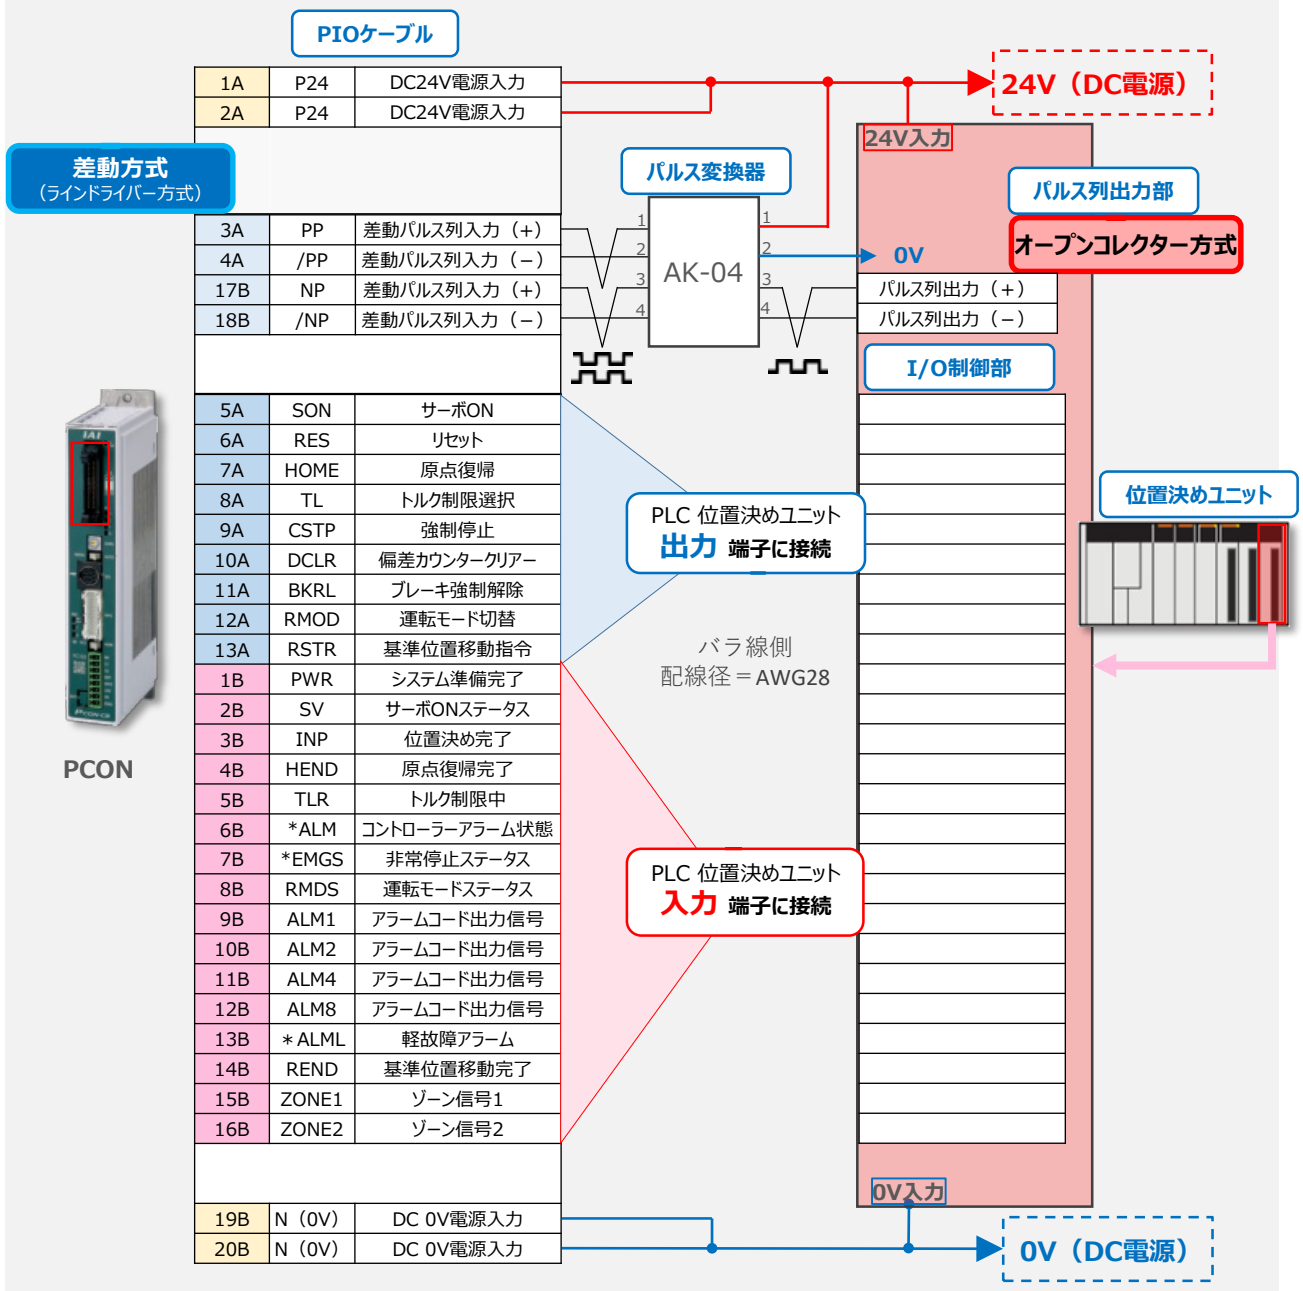 PIOケーブル
1A P24 DC24V電源入力
2A P24 DC24V電源入力
24V（DC電源）
24V入力
差動方式
（ラインドライバー方式）
パルス変換器
パルス列出力部
オープンコレクター方式
3A PP 差動パルス列入力（+）
4A /PP 差動パルス列入力（−）
17B NP 差動パルス列入力（+）
18B /NP 差動パルス列入力（−）
1 1
2 2
3 3
4 4
AK-04
0V
パルス列出力（+）
パルス列出力（−）
I/O制御部
5A SON サーボON
6A RES リセット
7A HOME 原点復帰
8A TL トルク制限選択
9A CSTP 強制停止
10A DCLR 偏差カウンタークリアー
11A BKRL ブレーキ強制解除
12A RMOD 運転モード切替
13A RSTR 基準位置移動指令
PLC 位置決めユニット
出力 端子に接続
位置決めユニット
バラ線側
配線径＝AWG28
IAI
PCON-CB
PCON
1B PWR システム準備完了
2B SV サーボONステータス
3B INP 位置決め完了
4B HEND 原点復帰完了
5B TLR トルク制限中
6B *ALM コントローラーアラーム状態
7B *EMGS 非常停止ステータス
8B RMDS 運転モードステータス
9B ALM1 アラームコード出力信号
10B ALM2 アラームコード出力信号
11B ALM4 アラームコード出力信号
12B ALM8 アラームコード出力信号
13B ＊ALML 軽故障アラーム
14B REND 基準位置移動完了
15B ZONE1 ゾーン信号1
16B ZONE2 ゾーン信号2
PLC 位置決めユニット
入力 端子に接続
0V入力
19B N（0V） DC 0V電源入力
20B N（0V） DC 0V電源入力
0V（DC電源）